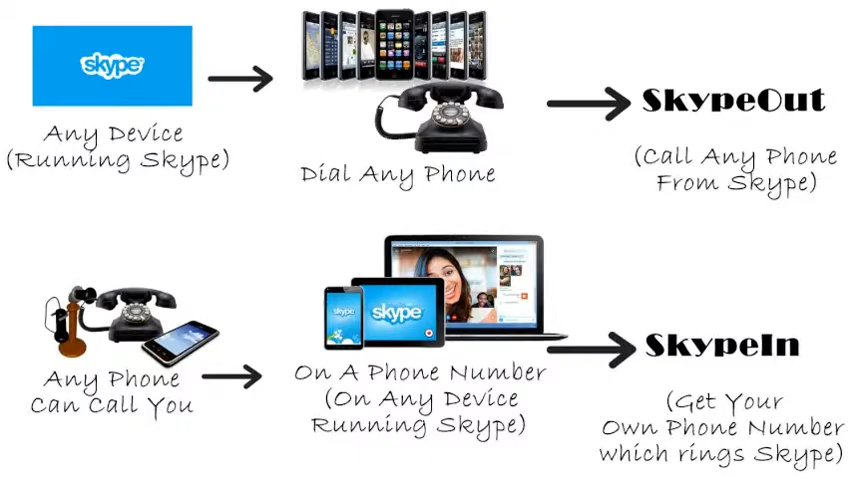 skype
Any Device
(Running Skype)
Dial Any Phone
SkypeOut
(Call Any Phone
From Skype)
Any Phone
Can Call You
skype
skype
On A Phone Number
(On Any Device
Running Skype)
SkypeIn
(Get Your
Own Phone Number
which rings Skype)